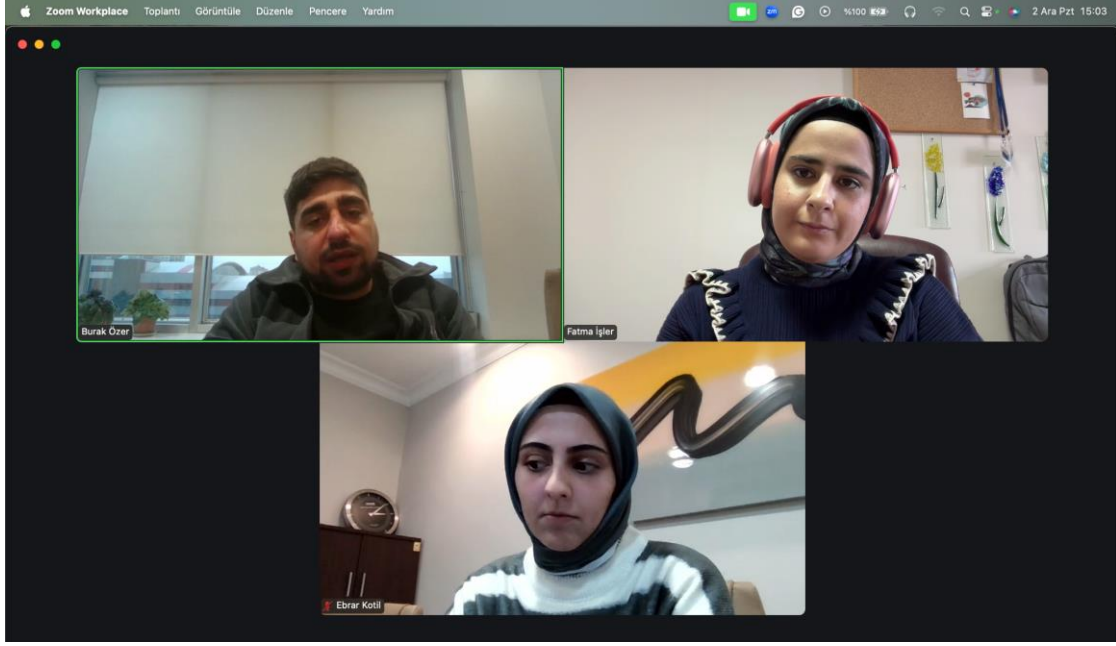 Zoom Workplace Toplantı Görüntüle Düzenle Pencere Yardım
zm %100 2 Ara Pzt 15:03
Burak Özer
Fatma İşler
Ebrar Kotil